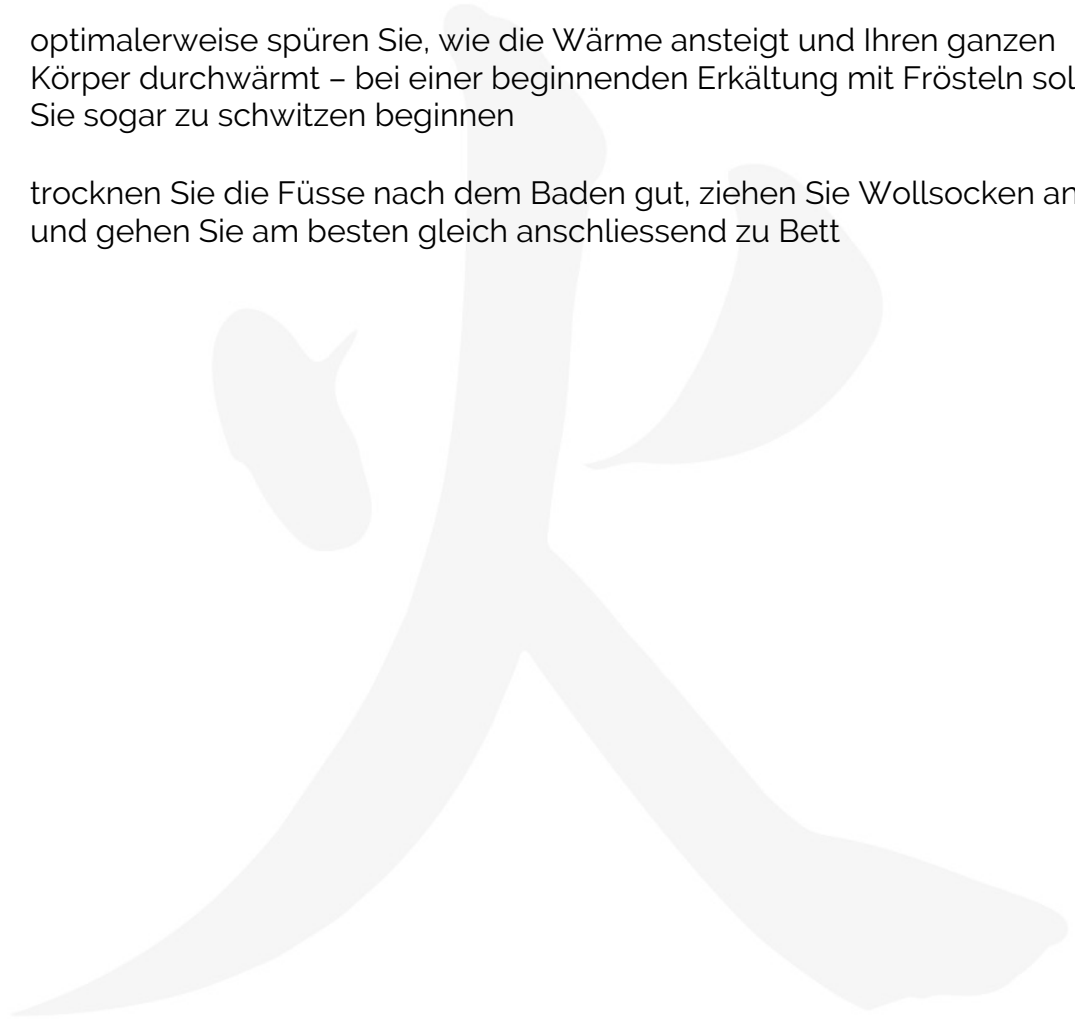 optimalerweise spüren Sie, wie die Wärme ansteigt und Ihren ganzen
Körper durchwärmt – bei einer beginnenden Erkältung mit Frösteln
Sie sogar zu schwitzen beginnen
trocknen Sie die Füsse nach dem Baden gut, ziehen Sie Wollsocken an
und gehen Sie am besten gleich anschliessend zu Bett
火